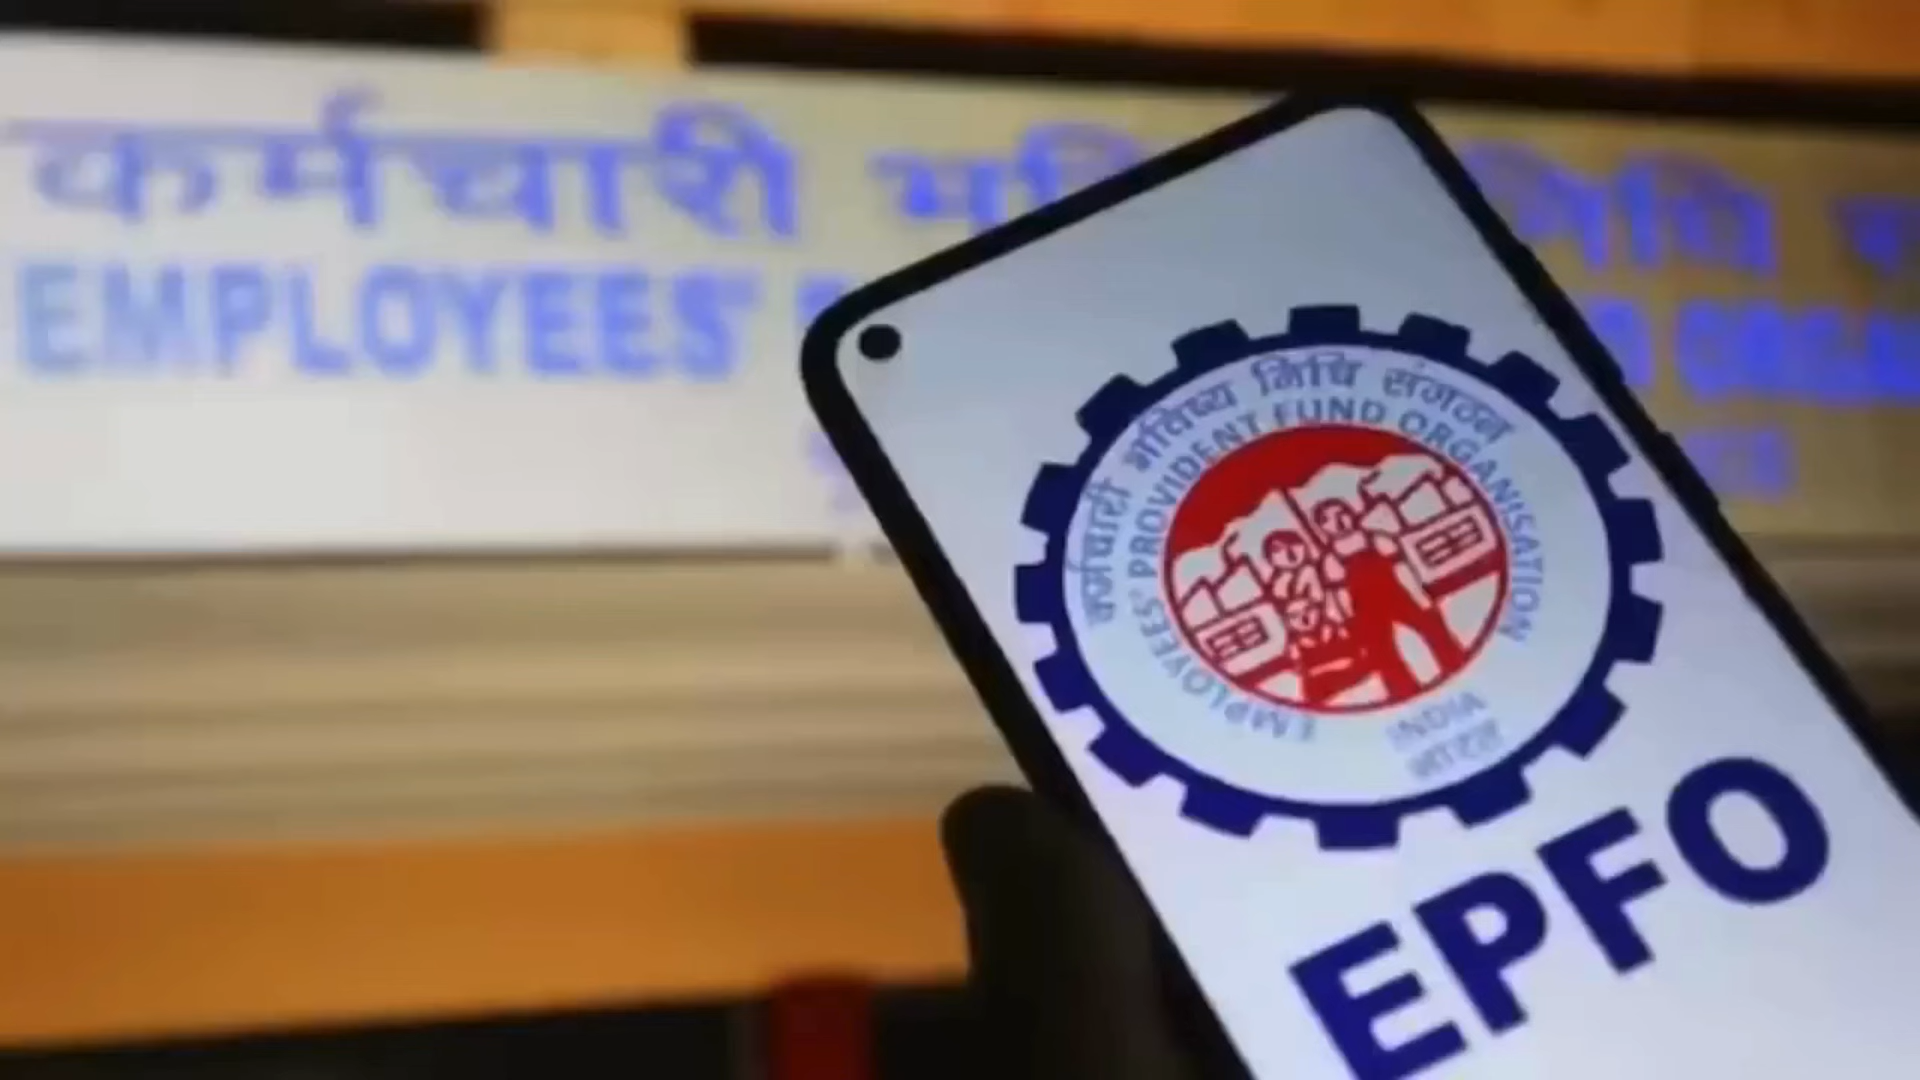 कर्मचारी
EMPLOYEES'
कर्मचारी भविष्य निधि संगठन
EMPLOYEES' PROVIDENT FUND ORGANISATION
INDIA
भारत
EPFO